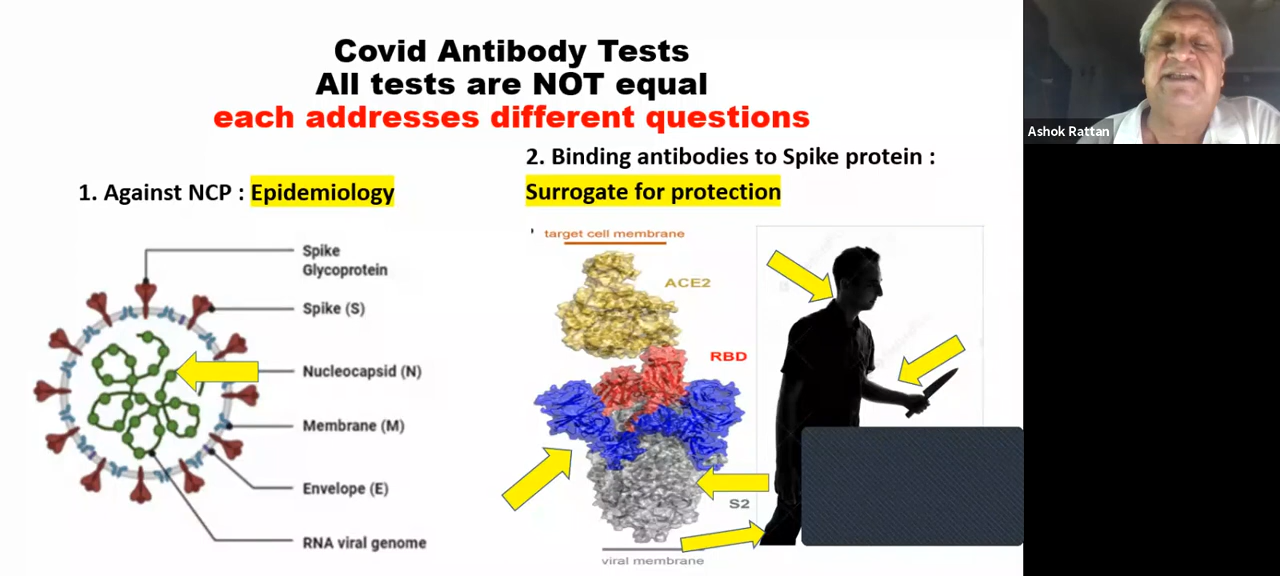 Covid Antibody Tests
All tests are NOT equal
each addresses different questions
1. Against NCP : Epidemiology
2. Binding antibodies to Spike protein :
Surrogate for protection
Spike
Glycoprotein
Spike (S)
Nucleocapsid (N)
Membrane (M)
Envelope (E)
RNA viral genome
target cell membrane
ACE2
RBD
S2
viral membrane
Ashok Rattan